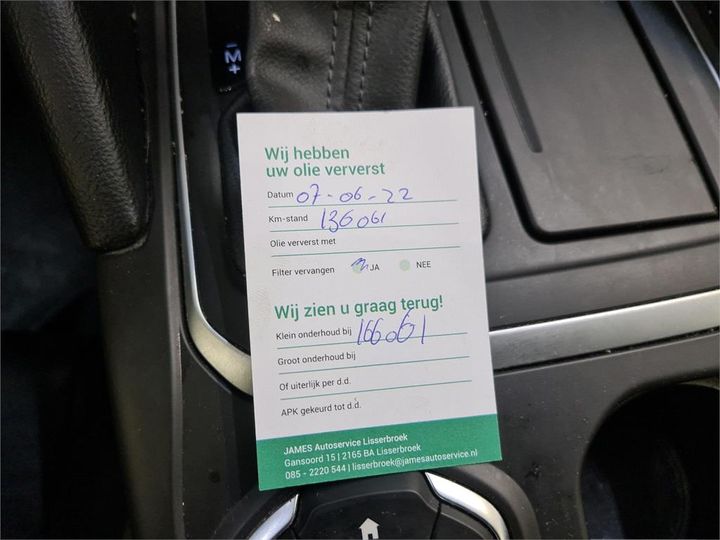 M
+
Wij hebben
uw olie ververst
Datum 07-06-22
Km-stand 136061
Olie ververst met
Filter vervangen JA NEE
Wij zien u graag terug!
Klein onderhoud bij 166061
Groot onderhoud bij
Of uiterlijk per d.d.
APK gekeurd tot d.d.
JAMES Autoservice Lisserbroek
Gansoord 15 | 2165 BA Lisserbroek
085 - 2220 544 | lisserbroek@jamesautoservice.nl